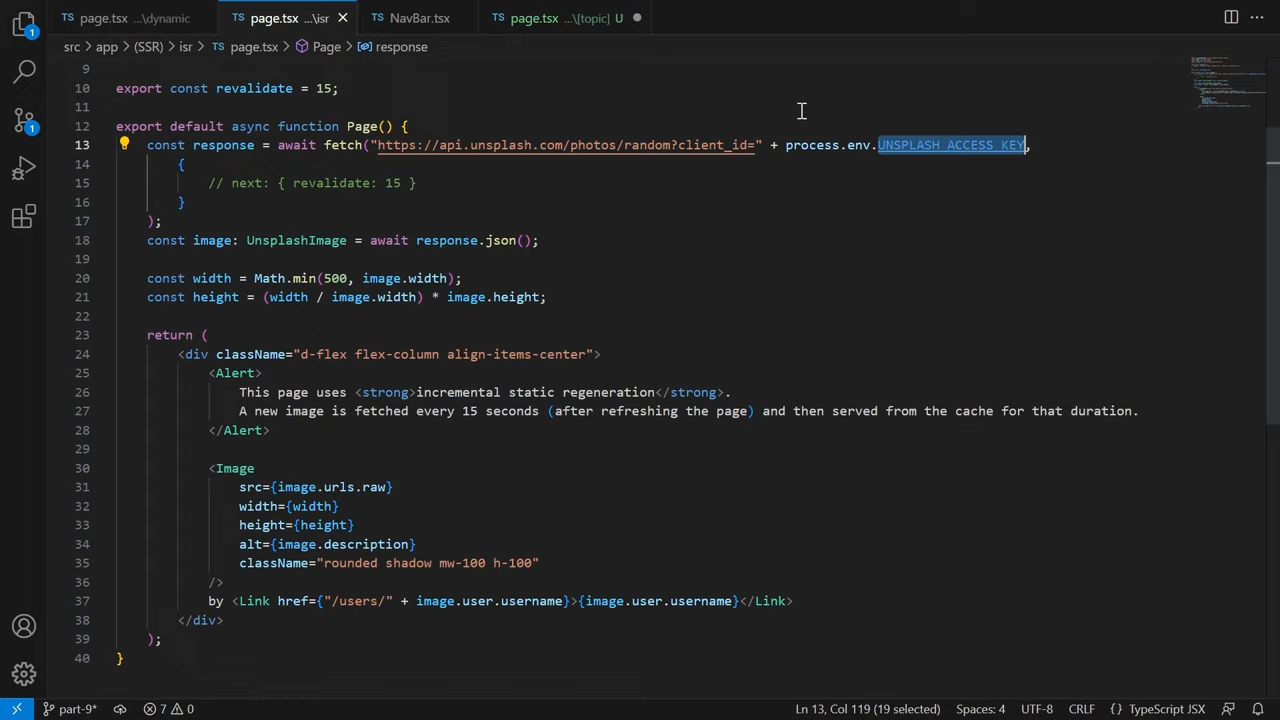 TS page.tsx ...\dynamic
TS page.tsx ...\isr
TS NavBar.tsx
TS page.tsx ...\[topic] U
src > app > (SSR) > isr > TS page.tsx > Page > response
9
10 export const revalidate = 15;
11
12 export default async function Page() {
13 const response = await fetch("https://api.unsplash.com/photos/random?client_id=" + process.env.UNSPLASH_ACCESS_KEY,
14 {
15 // next: { revalidate: 15 }
16 }
17 );
18 const image: UnsplashImage = await response.json();
19
20 const width = Math.min(500, image.width);
21 const height = (width / image.width) * image.height;
22
23 return (
24 <div className="d-flex flex-column align-items-center">
25 <Alert>
26 This page uses <strong>incremental static regeneration</strong>.
27 A new image is fetched every 15 seconds (after refreshing the page) and then served from the cache for that duration.
28 </Alert>
29
30 <Image
31 src={image.urls.raw}
32 width={width}
33 height={height}
34 alt={image.description}
35 className="rounded shadow mw-100 h-100"
36 />
37 by <Link href={"/users/" + image.user.username}>{image.user.username}</Link>
38 </div>
39 );
40 }
1
1
part-9* 7 0 Ln 13, Col 119 (19 selected) Spaces: 4 UTF-8 CRLF {} TypeScript JSX